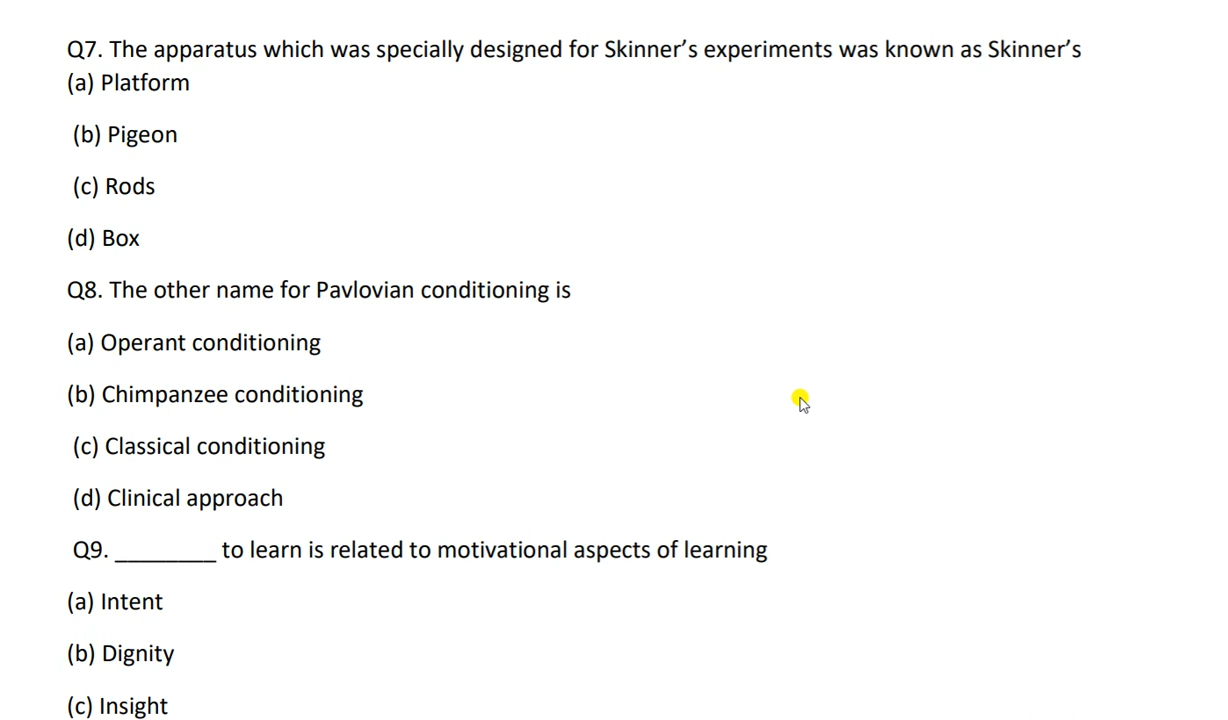 Q7. The apparatus which was specially designed for Skinner’s experiments was known as Skinner’s
(a) Platform
(b) Pigeon
(c) Rods
(d) Box
Q8. The other name for Pavlovian conditioning is
(a) Operant conditioning
(b) Chimpanzee conditioning
(c) Classical conditioning
(d) Clinical approach
Q9. ________ to learn is related to motivational aspects of learning
(a) Intent
(b) Dignity
(c) Insight